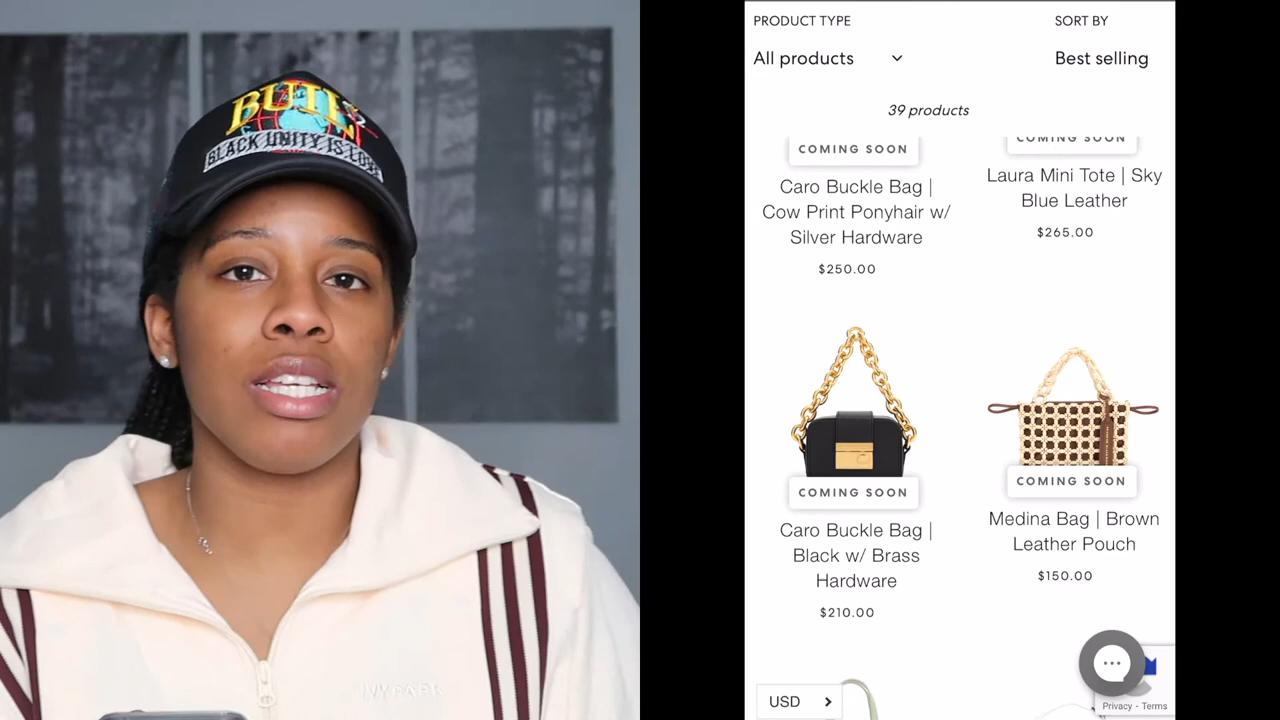 BUIL
BLACK UNITY IS LOVE
IVY PARK
PRODUCT TYPE
SORT BY
All products
Best selling
39 products
COMING SOON
COMING SOON
Caro Buckle Bag |
Cow Print Ponyhair w/
Silver Hardware
$250.00
Laura Mini Tote | Sky
Blue Leather
$265.00
COMING SOON
COMING SOON
Caro Buckle Bag |
Black w/ Brass
Hardware
$210.00
Medina Bag | Brown
Leather Pouch
$150.00
USD
Privacy - Terms